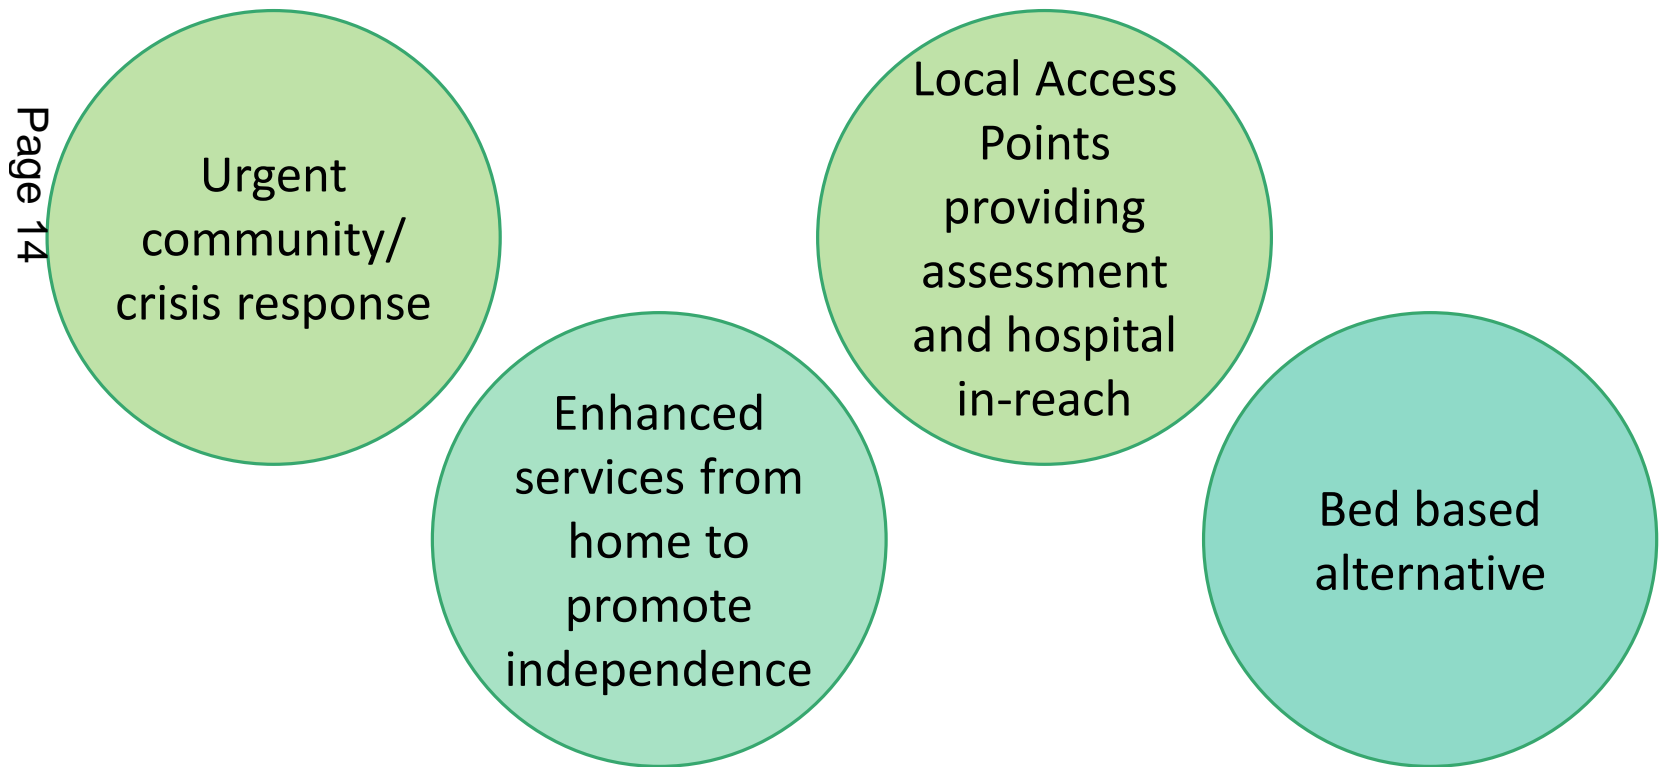 Page 14
Urgent
community/
crisis response
Enhanced
services from
home to
promote
independence
Local Access
Points
providing
assessment
and hospital
in-reach
Bed based
alternative